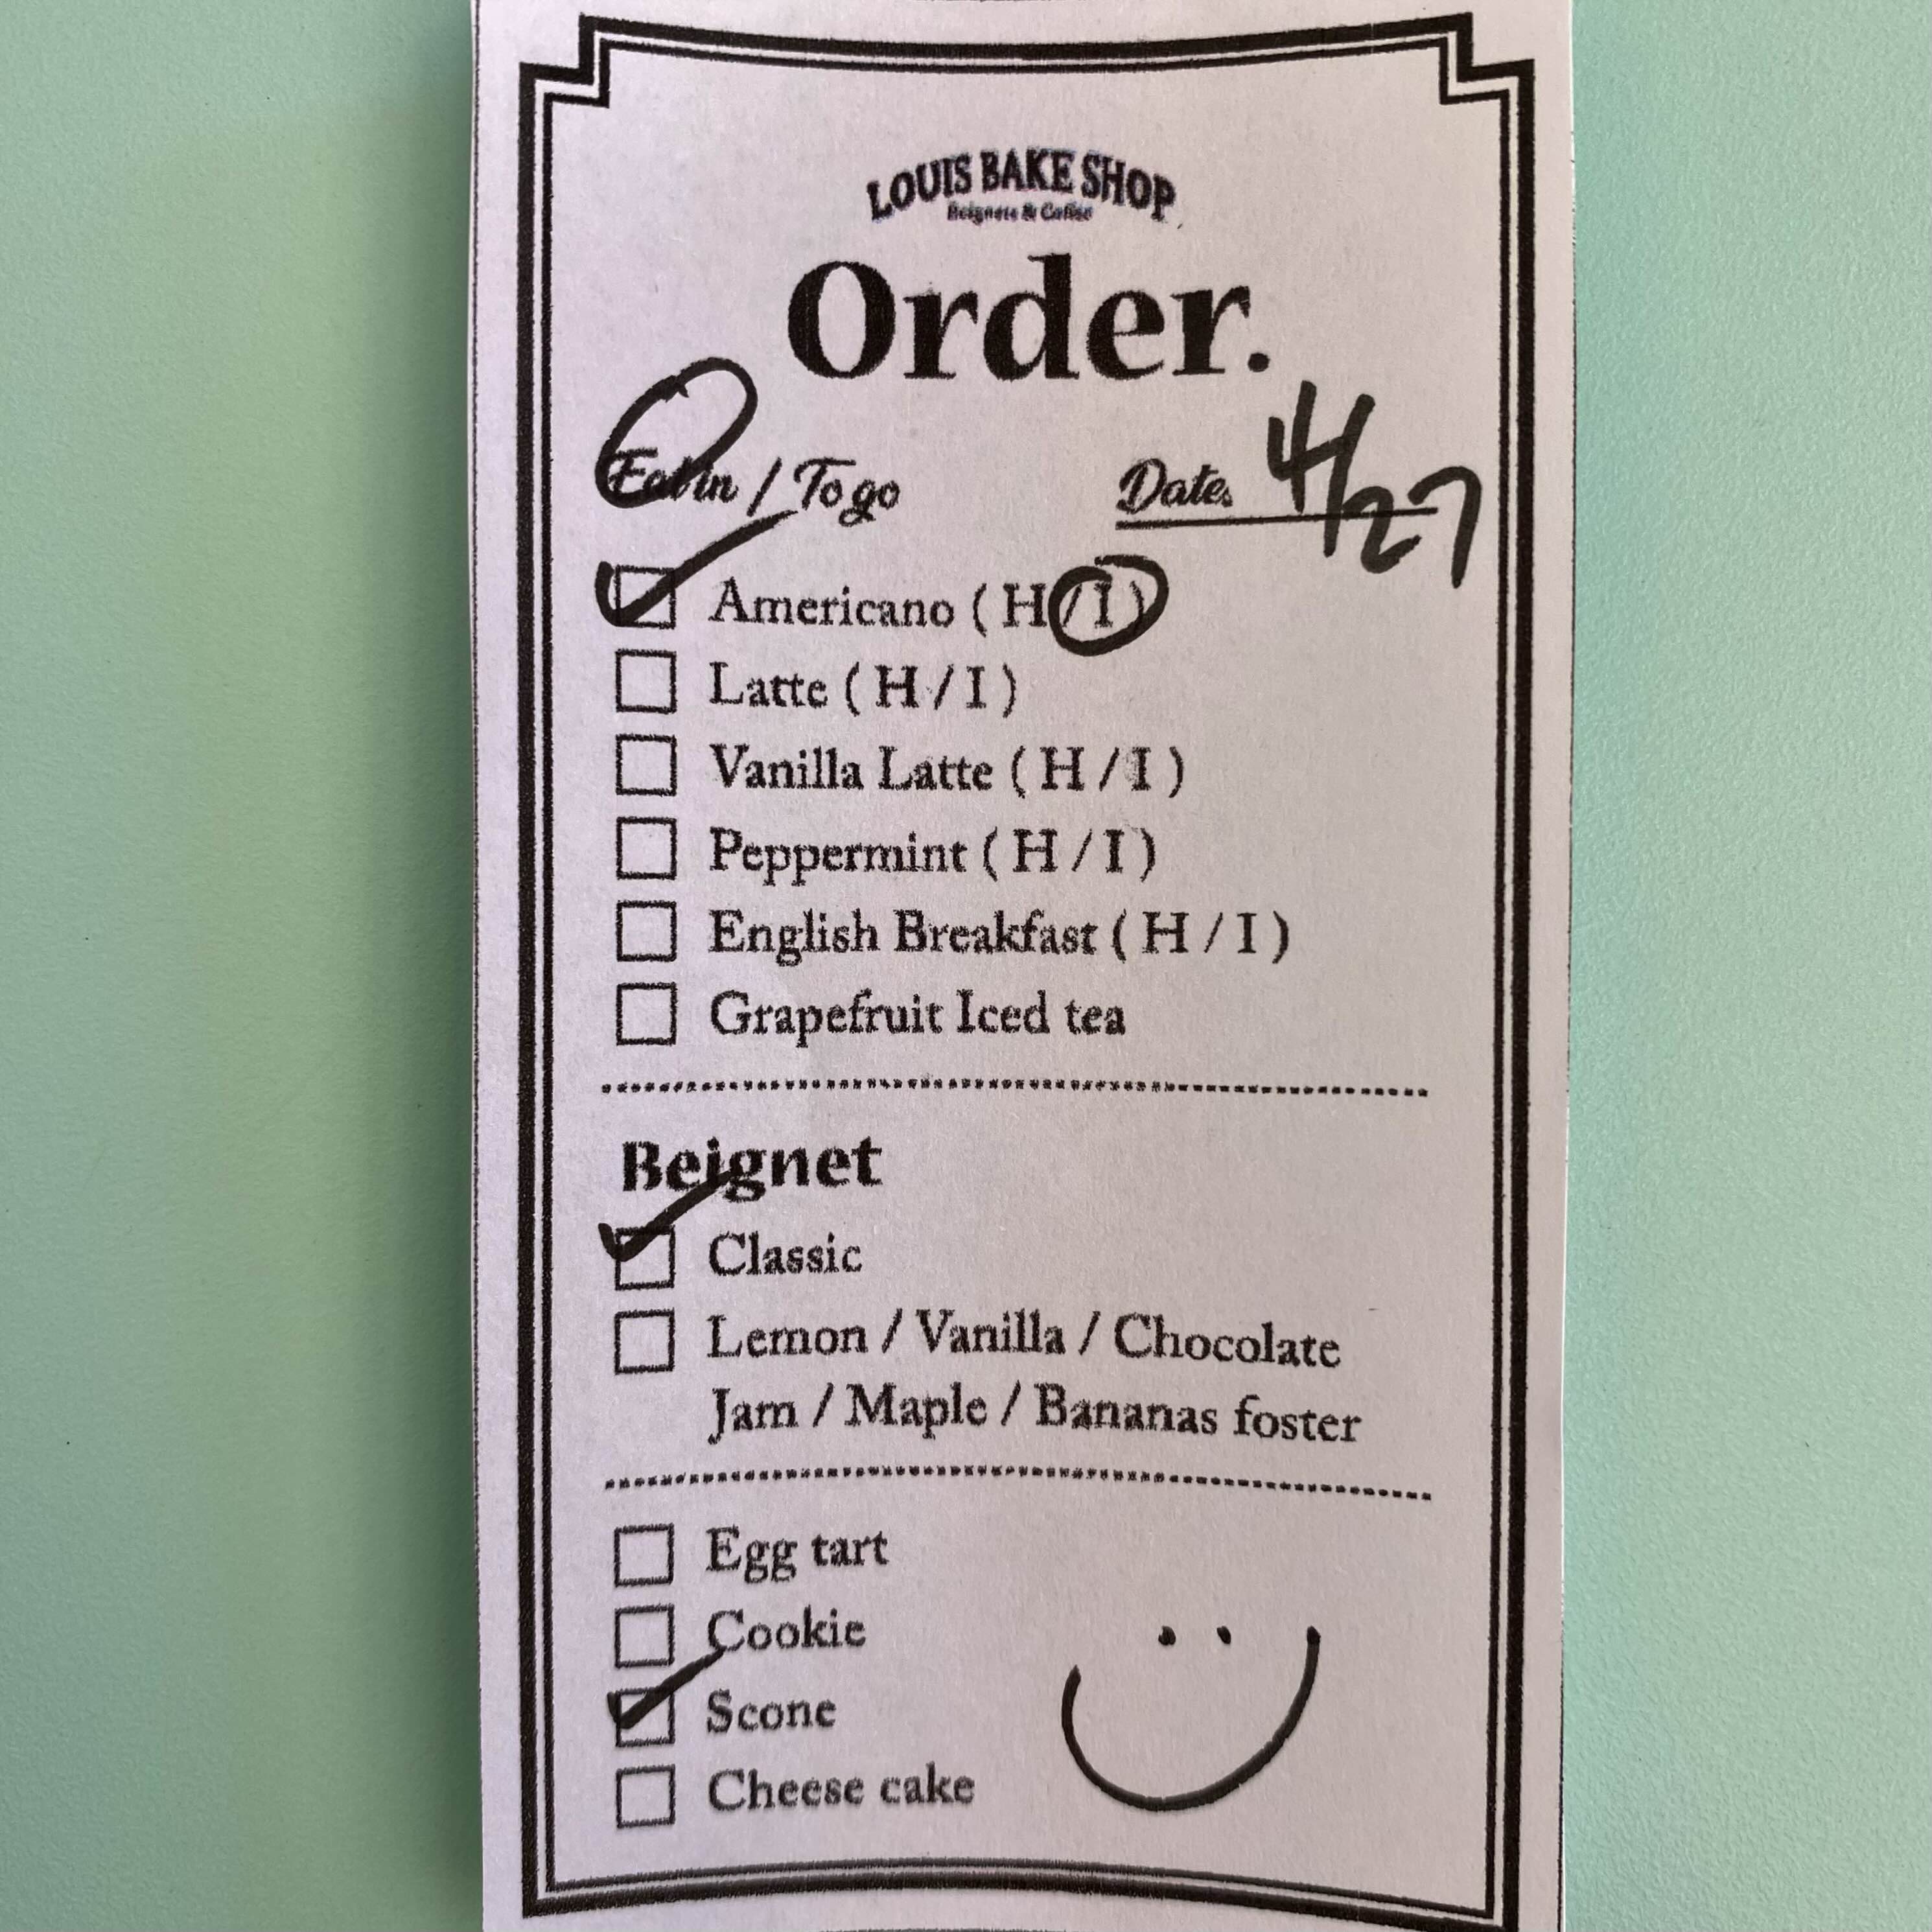 LOUIS BAKE SHOP
Beignets & Coffee
Order.
Eat in / To go
Date. 4/27
Americano ( H / I )
Latte ( H / I )
Vanilla Latte ( H / I )
Peppermint ( H / I )
English Breakfast ( H / I )
Grapefruit Iced tea
Beignet
Classic
Lemon / Vanilla / Chocolate
Jam / Maple / Bananas foster
Egg tart
Cookie
Scone
Cheese cake